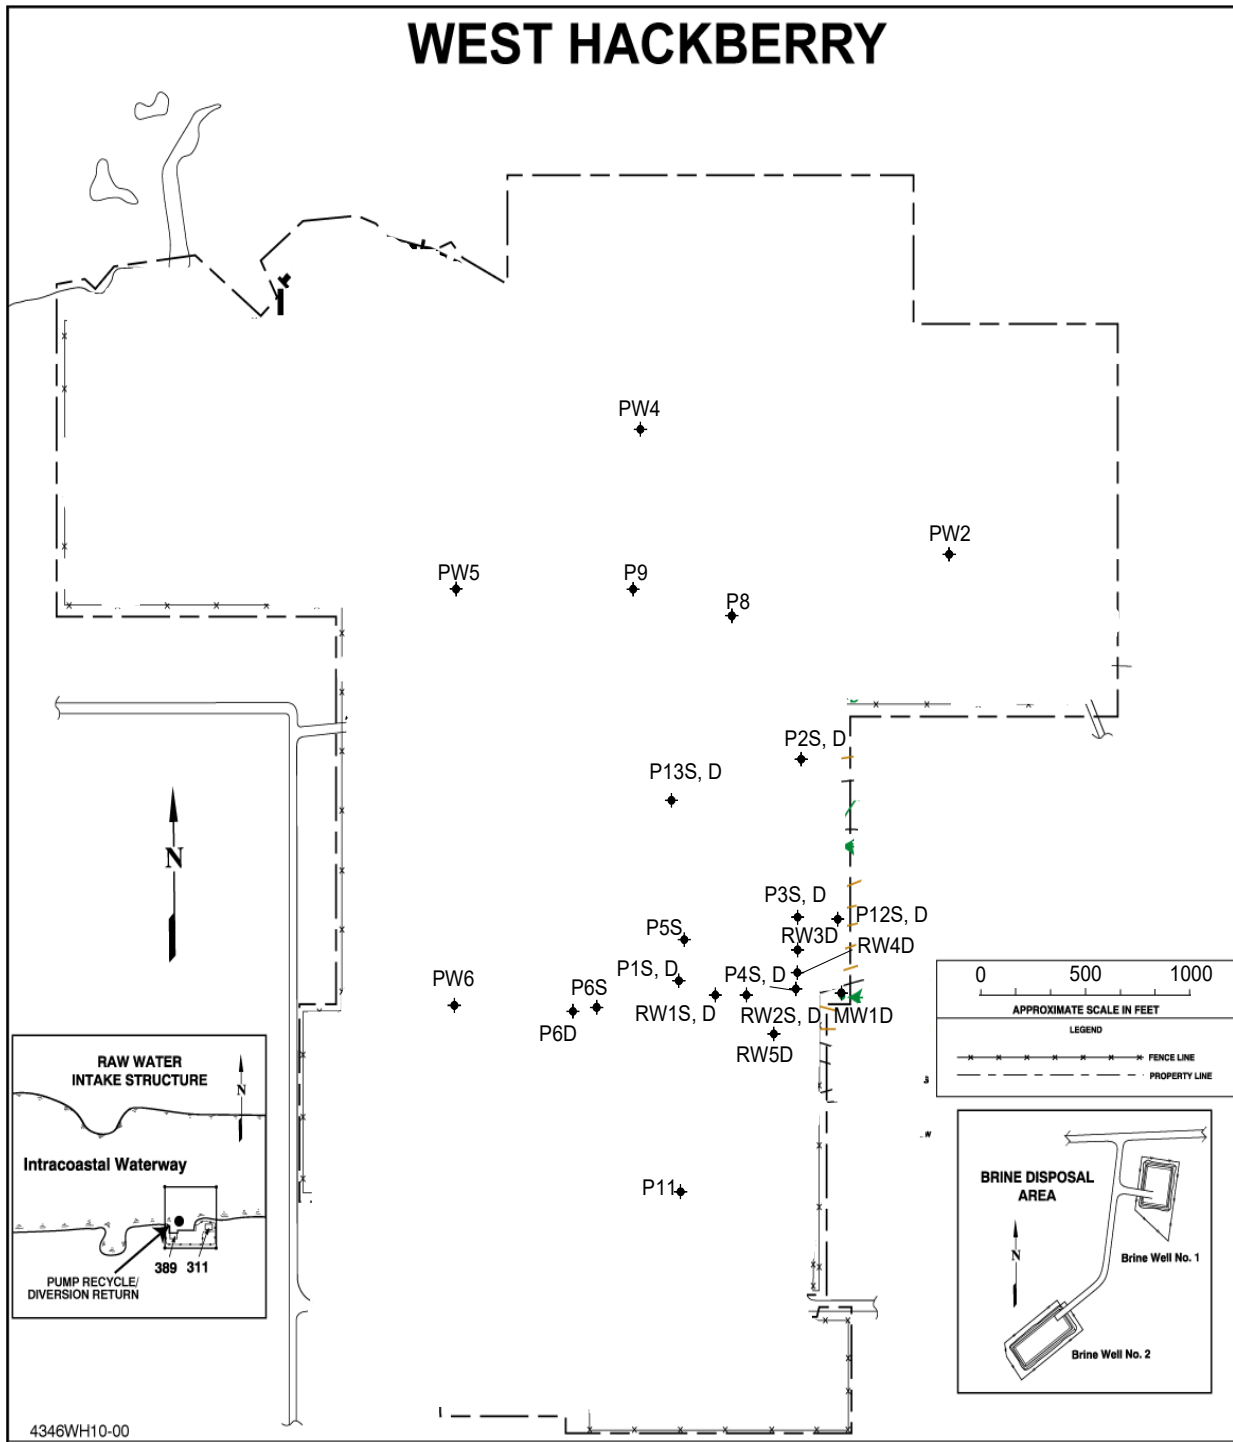 WEST HACKBERRY
PW4
PW2
PW5
P9
P8
P2S, D
P13S, D
N
P3S, D
P12S, D
P5S
RW3D
RW4D
P1S, D
P4S, D
PW6
P6S
RW1S, D
RW2S, D
MW1D
P6D
RW5D
P11
0 500 1000
APPROXIMATE SCALE IN FEET
LEGEND
FENCE LINE
PROPERTY LINE
RAW WATER
INTAKE STRUCTURE
N
Intracoastal Waterway
389 311
PUMP RECYCLE/
DIVERSION RETURN
BRINE DISPOSAL
AREA
N
Brine Well No. 1
Brine Well No. 2
4346WH10-00